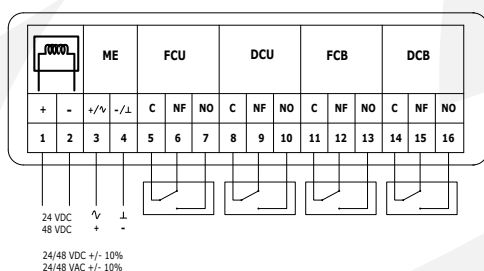 ME FCU DCU FCB DCB
+ - +/∿ -/⊥ C NF NO C NF NO C NF NO C NF NO
1 2 3 4 5 6 7 8 9 10 11 12 13 14 15 16
24 VDC ∿ ⊥
48 VDC + -
24/48 VDC +/- 10%
24/48 VAC +/- 10%